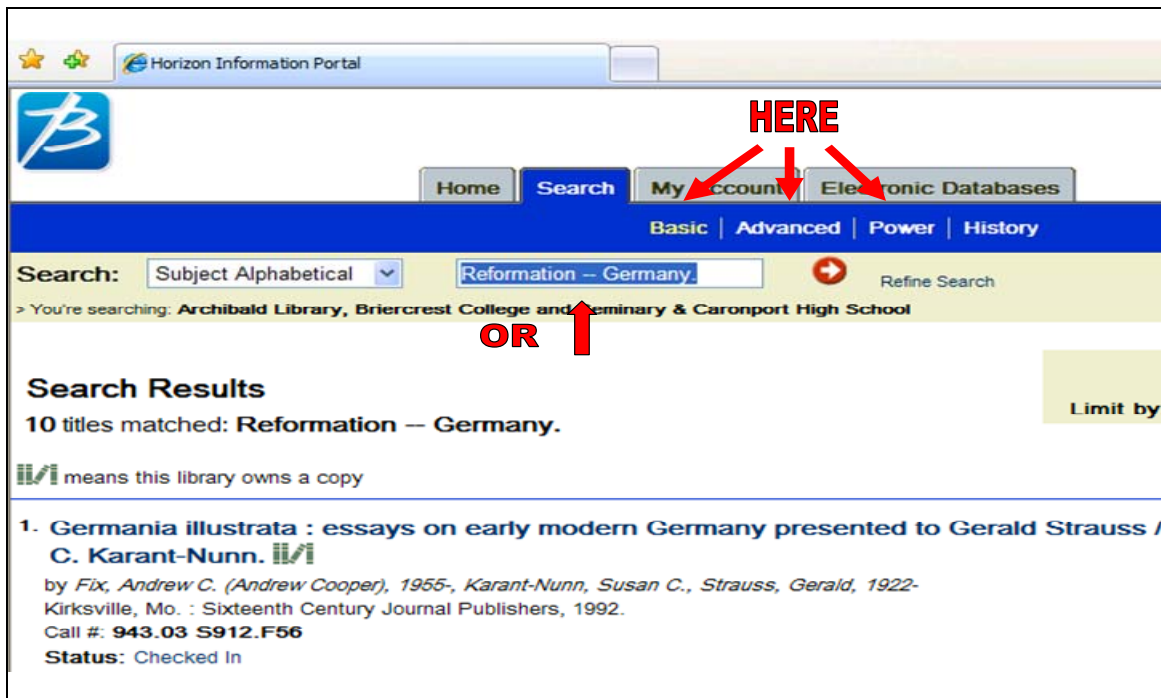 Horizon Information Portal
B
HERE
Home Search My Account Electronic Databases
Basic | Advanced | Power | History
Search: Subject Alphabetical Reformation -- Germany. Refine Search
> You're searching: Archibald Library, Briercrest College and Seminary & Caronport High School
OR
Search Results
Limit by
10 titles matched: Reformation -- Germany.
means this library owns a copy
1. Germania illustrata : essays on early modern Germany presented to Gerald Strauss /
C. Karant-Nunn.
by Fix, Andrew C. (Andrew Cooper), 1955-, Karant-Nunn, Susan C., Strauss, Gerald, 1922-
Kirksville, Mo. : Sixteenth Century Journal Publishers, 1992.
Call #: 943.03 S912.F56
Status: Checked In